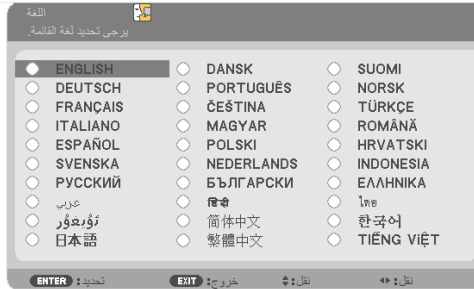 اللغة
يرجى تحديد لغة القائمة.
ENGLISH DANSK SUOMI
DEUTSCH PORTUGUÊS NORSK
FRANÇAIS ČEŠTINA TÜRKÇE
ITALIANO MAGYAR ROMÂNĂ
ESPAÑOL POLSKI HRVATSKI
SVENSKA NEDERLANDS INDONESIA
РУССКИЙ БЪЛГАРСКИ ΕΛΛΗΝΙΚΑ
عربي हिंदी ไทย
ئۇيغۇر 简体中文 한국어
日本語 繁體中文 TIẾNG VIỆT
ENTER :تحديد EXIT :خروج نقل: نقل: